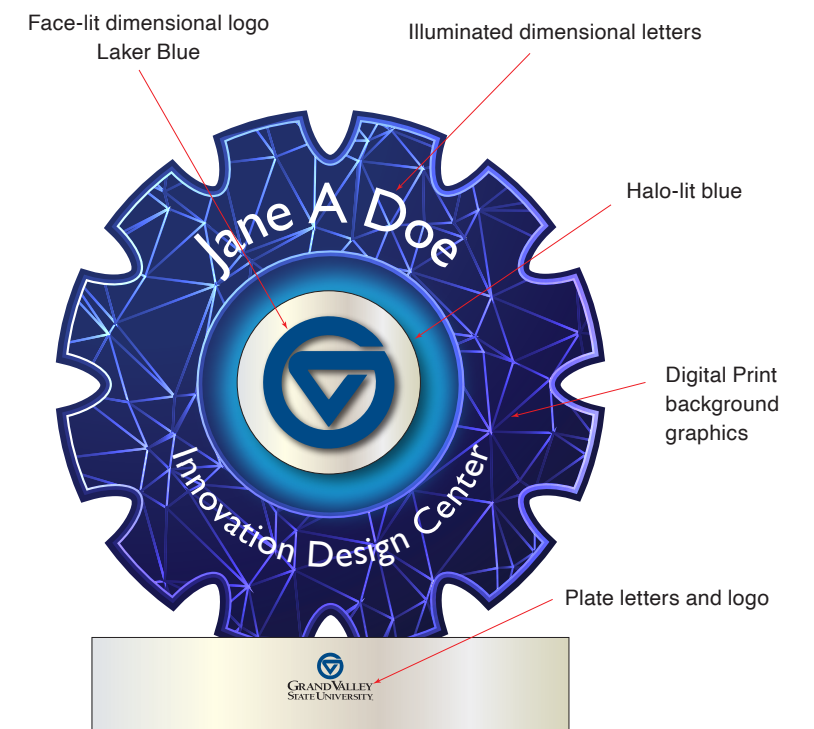 Face-lit dimensional logo
Laker Blue
Illuminated dimensional letters
Halo-lit blue
Jane A Doe
Digital Print
background
graphics
Innovation Design Center
Plate letters and logo
GRAND VALLEY
STATE UNIVERSITY